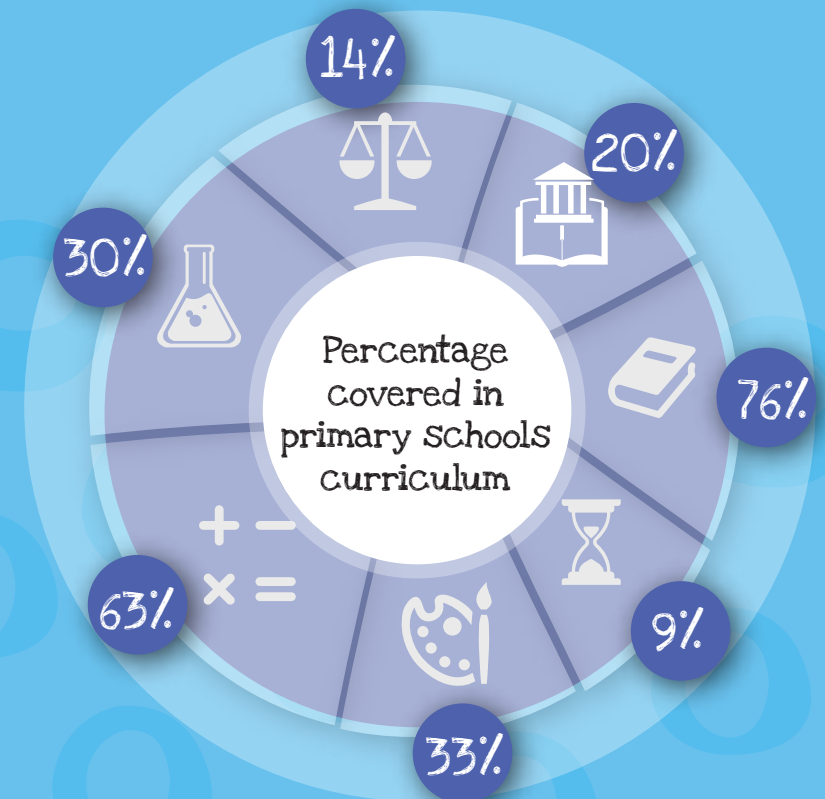 14%
20%
30%
Percentage
covered in
primary schools
curriculum
76%
63%
9%
33%